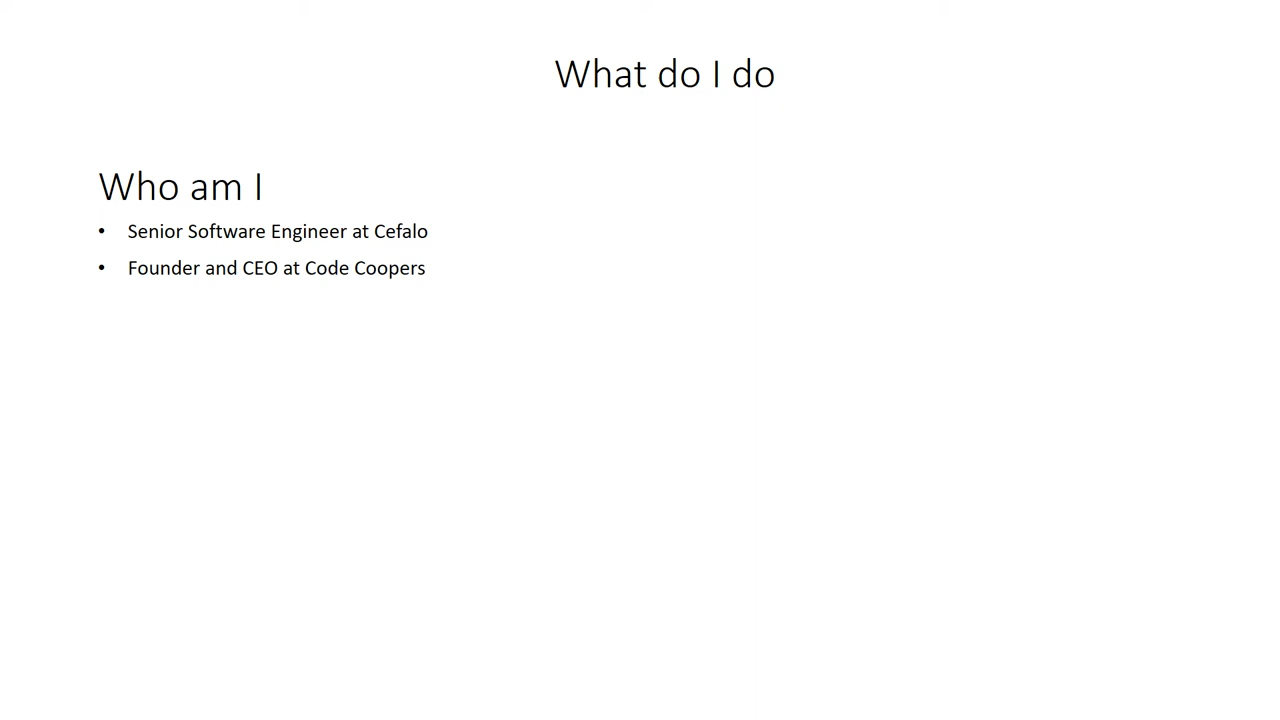 What do I do
Who am I
• Senior Software Engineer at Cefalo
• Founder and CEO at Code Coopers